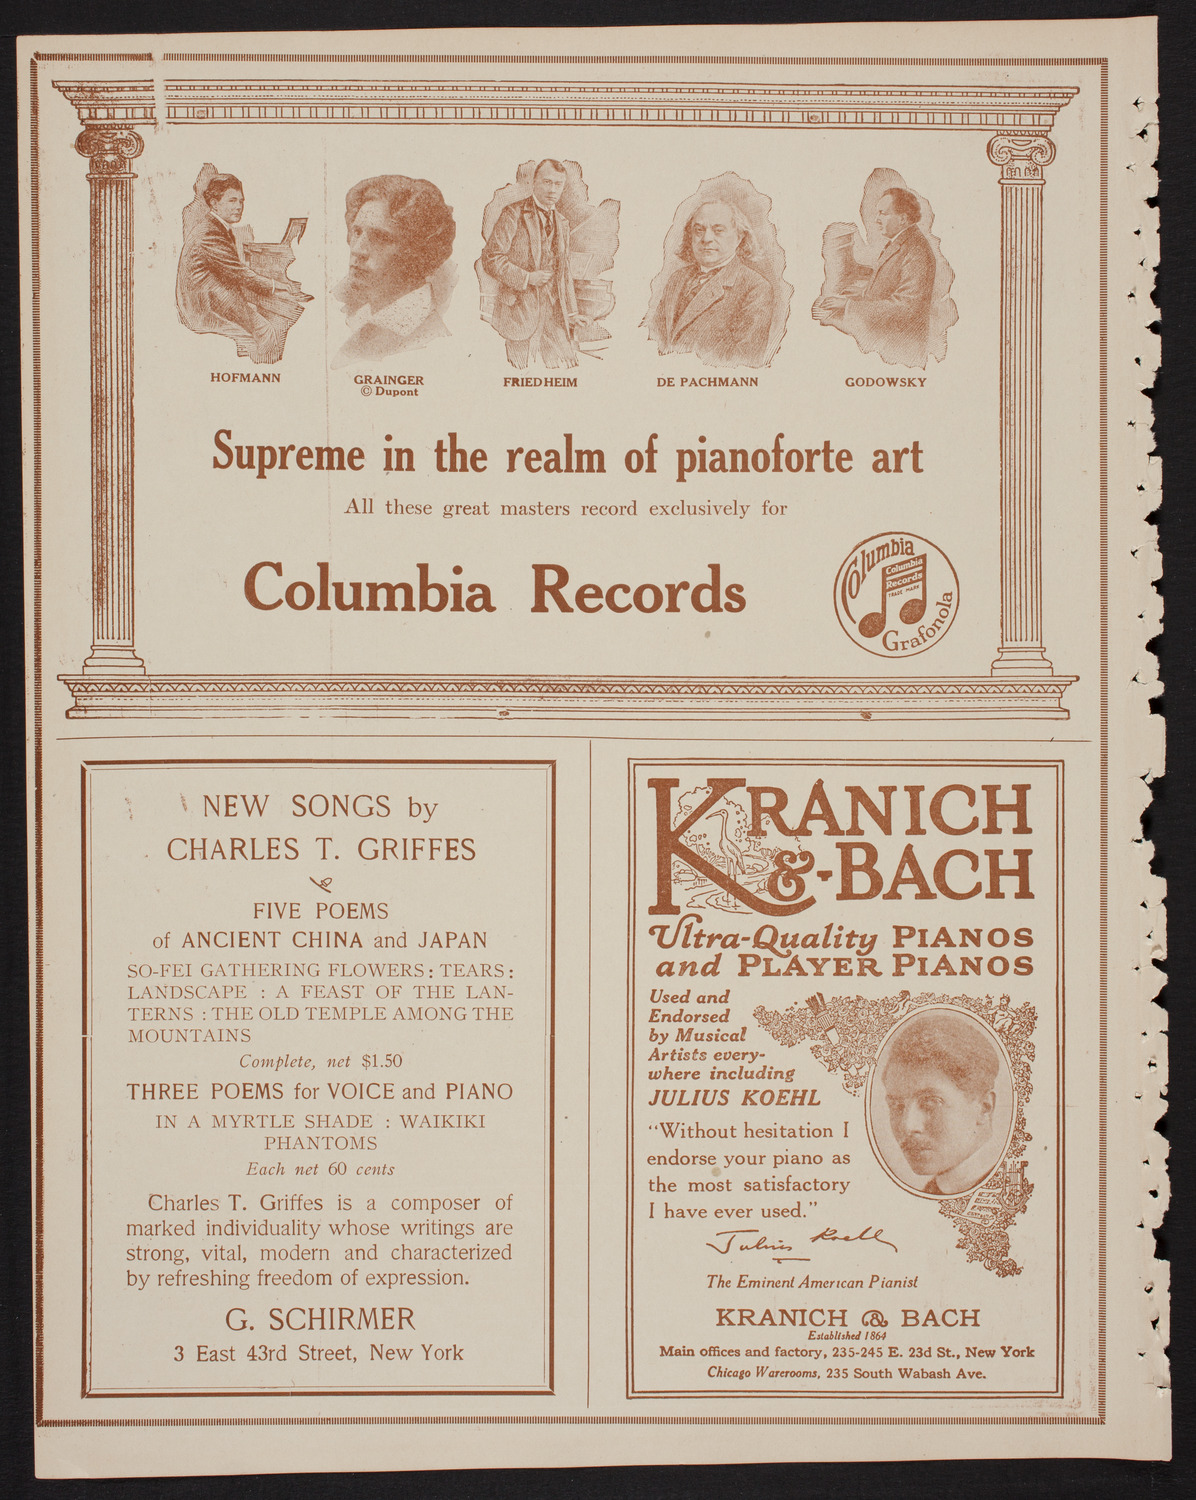 HOFMANN
GRAINGER
© Dupont
FRIEDHEIM
DE PACHMANN
GODOWSKY
Supreme in the realm of pianoforte art
All these great masters record exclusively for
Columbia Records
Columbia
Columbia
Records
TRADE MARK
Grafonola
NEW SONGS by
CHARLES T. GRIFFES
FIVE POEMS
of ANCIENT CHINA and JAPAN
SO-FEI GATHERING FLOWERS : TEARS :
LANDSCAPE : A FEAST OF THE LAN-
TERNS : THE OLD TEMPLE AMONG THE
MOUNTAINS
Complete, net $1.50
THREE POEMS for VOICE and PIANO
IN A MYRTLE SHADE : WAIKIKI
PHANTOMS
Each net 60 cents
Charles T. Griffes is a composer of
marked individuality whose writings are
strong, vital, modern and characterized
by refreshing freedom of expression.
G. SCHIRMER
3 East 43rd Street, New York
KRANICH
&-BACH
Ultra-Quality PIANOS
and PLAYER PIANOS
Used and
Endorsed
by Musical
Artists every-
where including
JULIUS KOEHL
"Without hesitation I
endorse your piano as
the most satisfactory
I have ever used."
Julius Koehl
The Eminent American Pianist
KRANICH & BACH
Established 1864
Main offices and factory, 235-245 E. 23d St., New York
Chicago Warerooms, 235 South Wabash Ave.